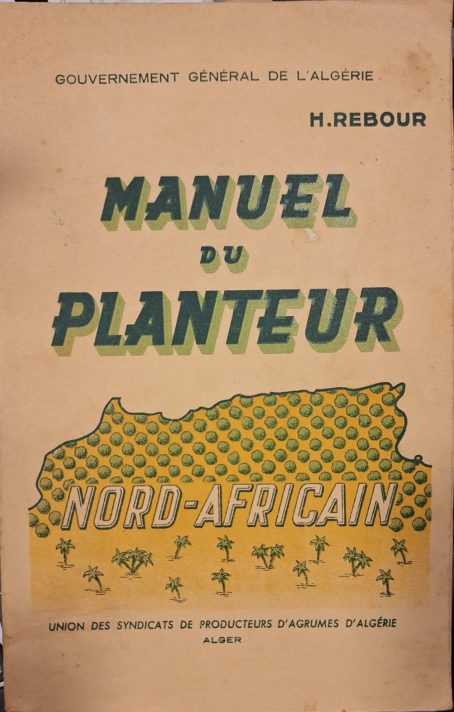 GOUVERNEMENT GÉNÉRAL DE L'ALGÉRIE
H.REBOUR
MANUEL
DU
PLANTEUR
NORD-AFRICAIN
UNION DES SYNDICATS DE PRODUCTEURS D'AGRUMES D'ALGÉRIE
ALGER